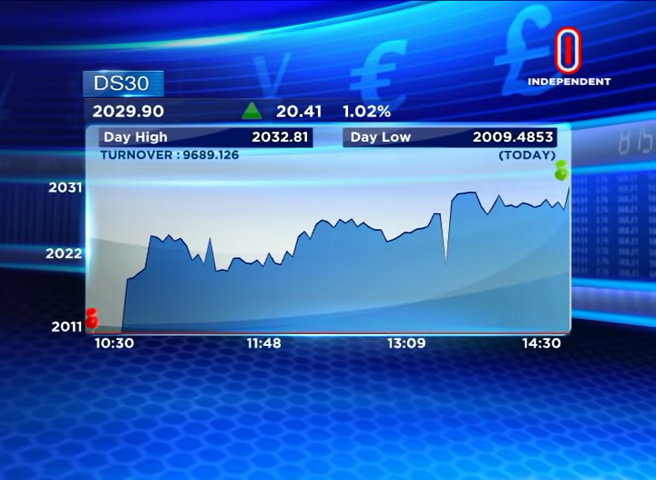 INDEPENDENT
DS30
2029.90 20.41 1.02%
Day High 2032.81 Day Low 2009.4853
TURNOVER : 9689.126 (TODAY)
2031
2022
2011
10:30 11:48 13:09 14:30